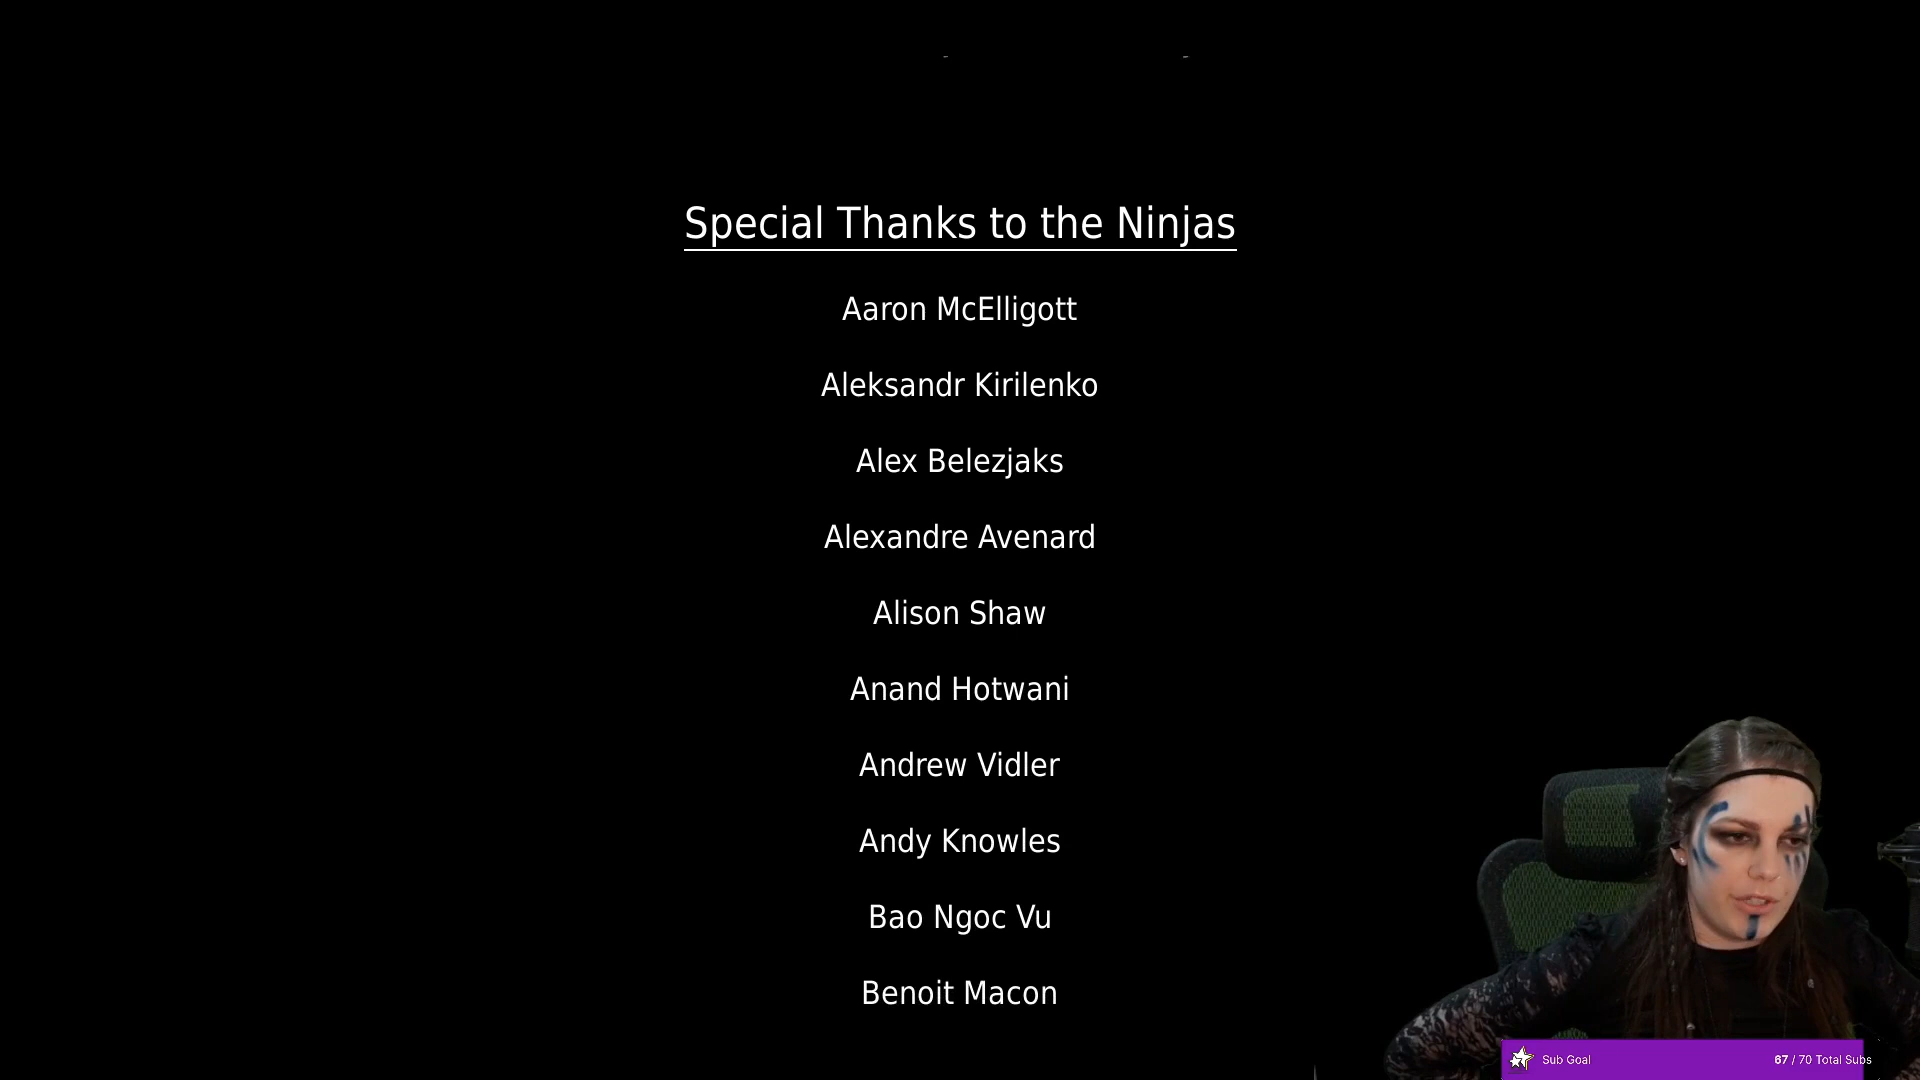 Special Thanks to the Ninjas
Aaron McElligott
Aleksandr Kirilenko
Alex Belezjaks
Alexandre Avenard
Alison Shaw
Anand Hotwani
Andrew Vidler
Andy Knowles
Bao Ngoc Vu
Benoit Macon
Sub Goal 67 / 70 Total Subs